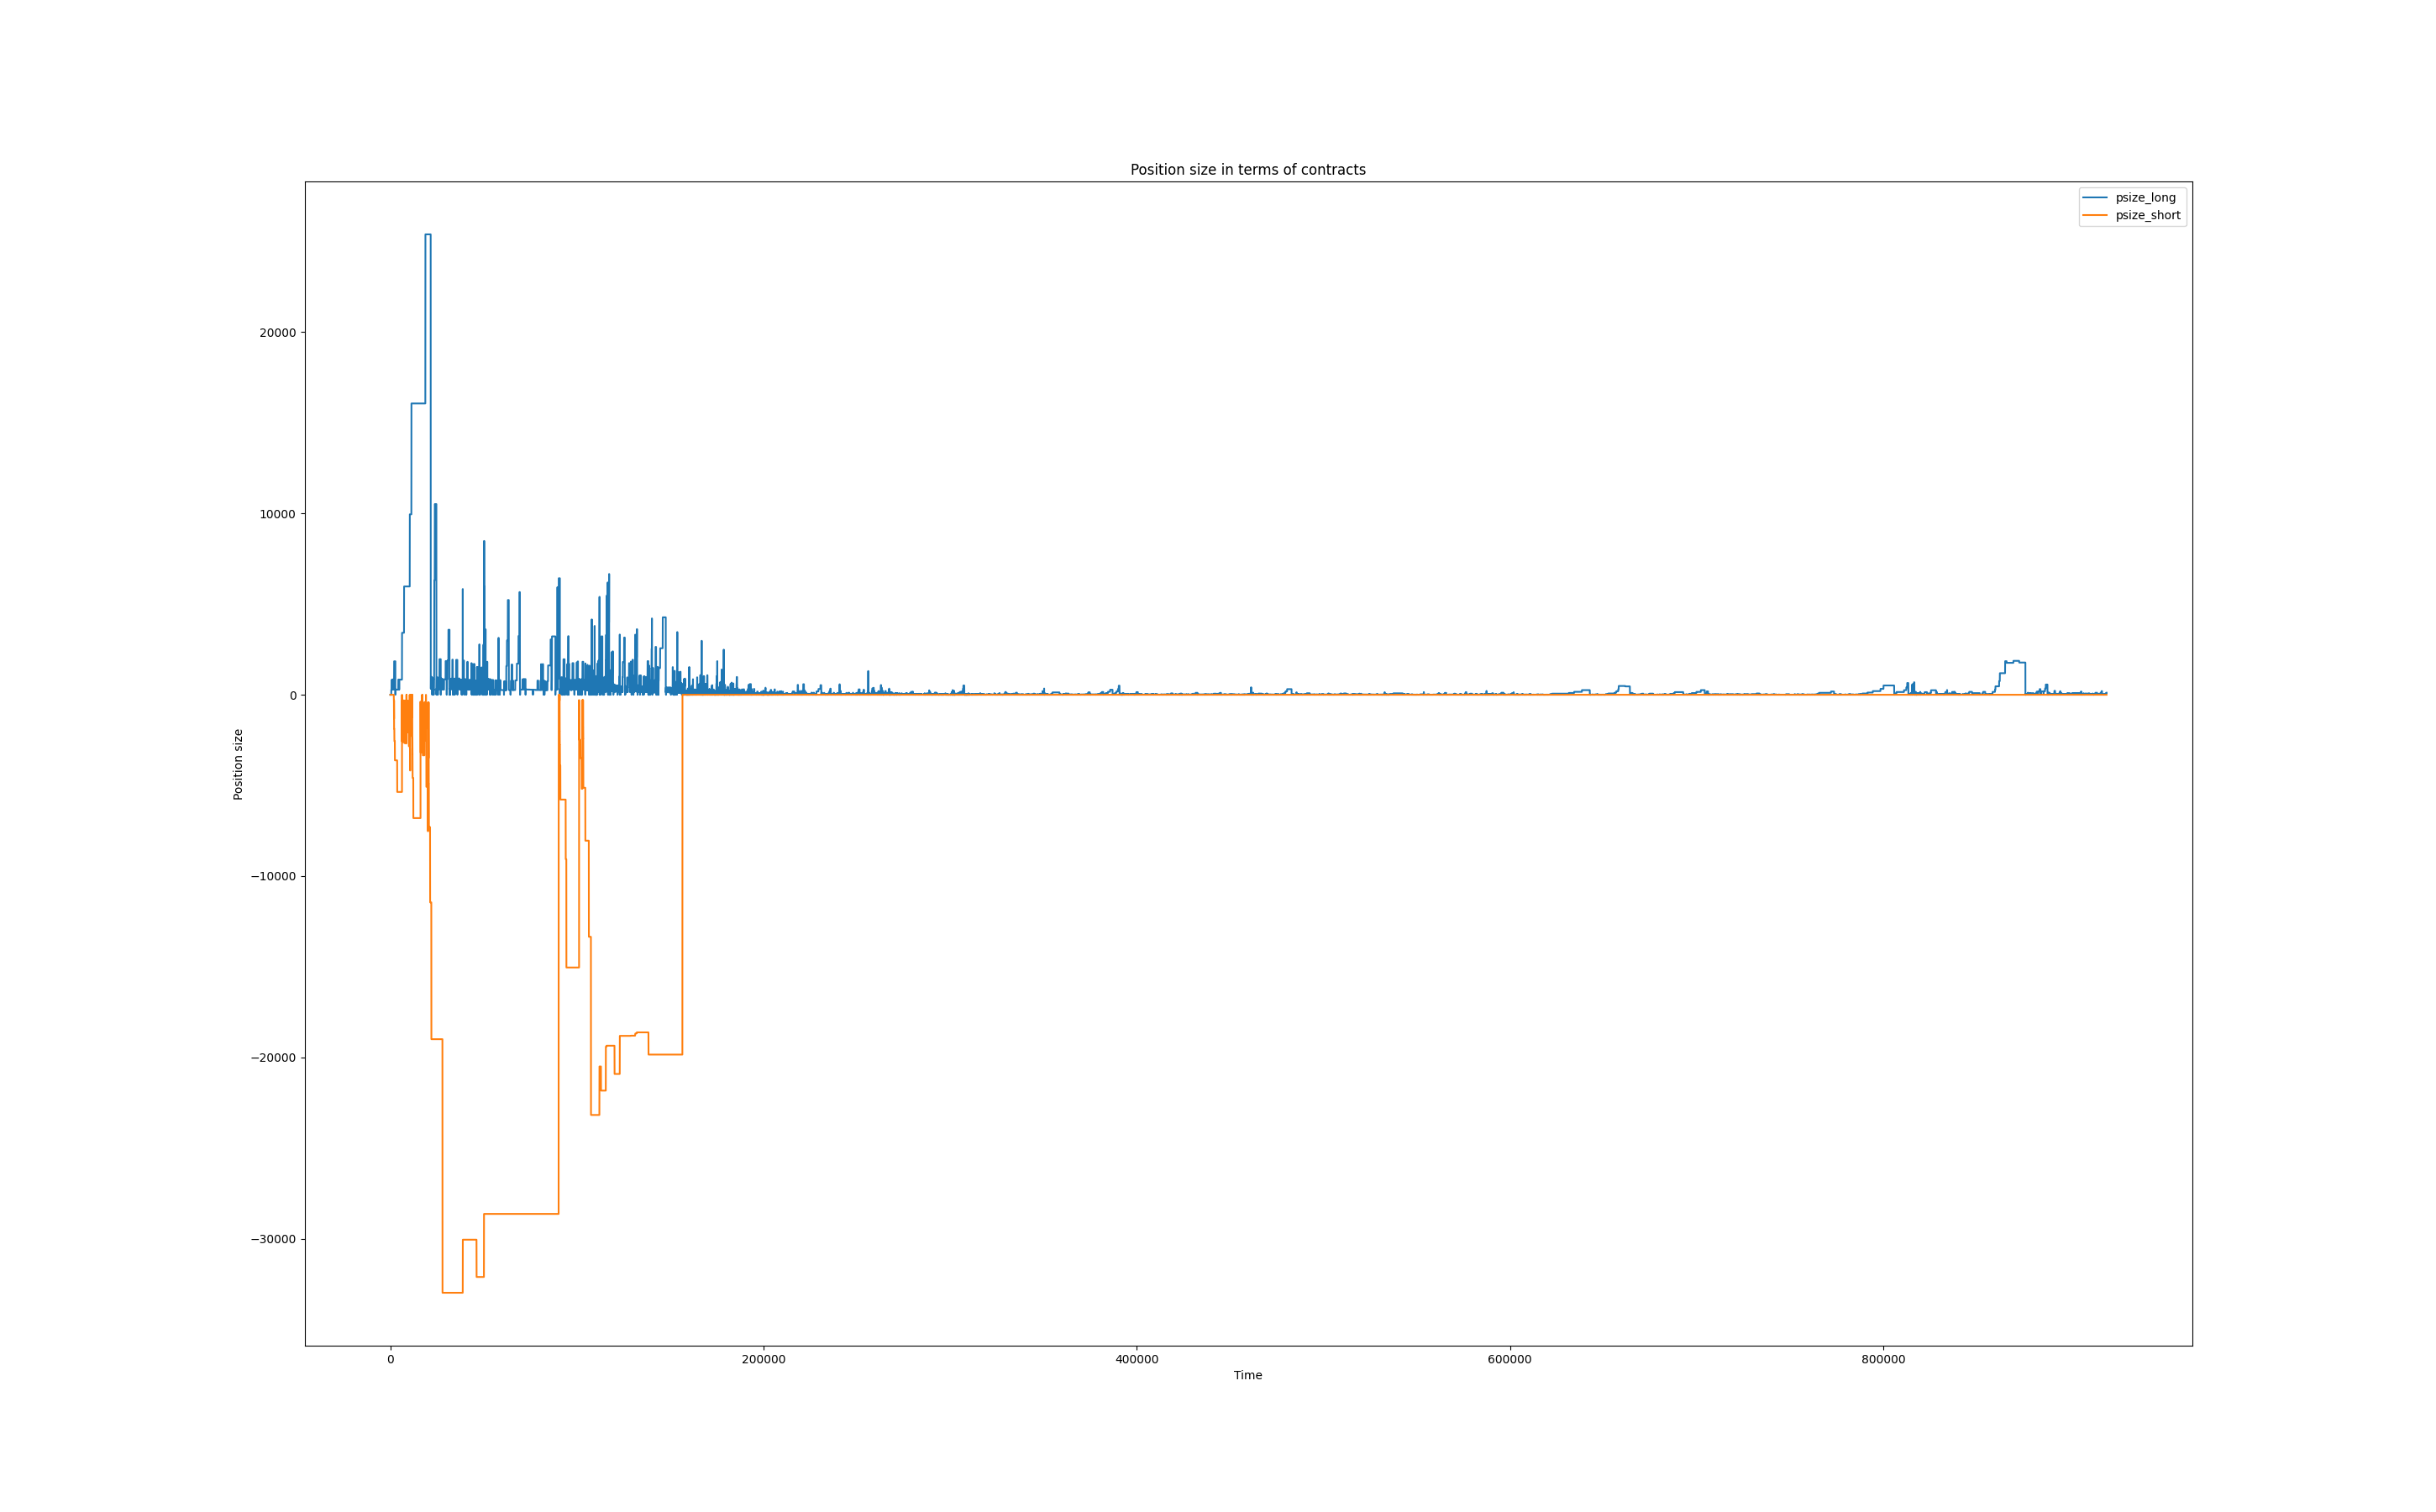 Position size in terms of contracts
psize_long
psize_short
20000
10000
0
−10000
−20000
−30000
Position size
0 200000 400000 600000 800000
Time